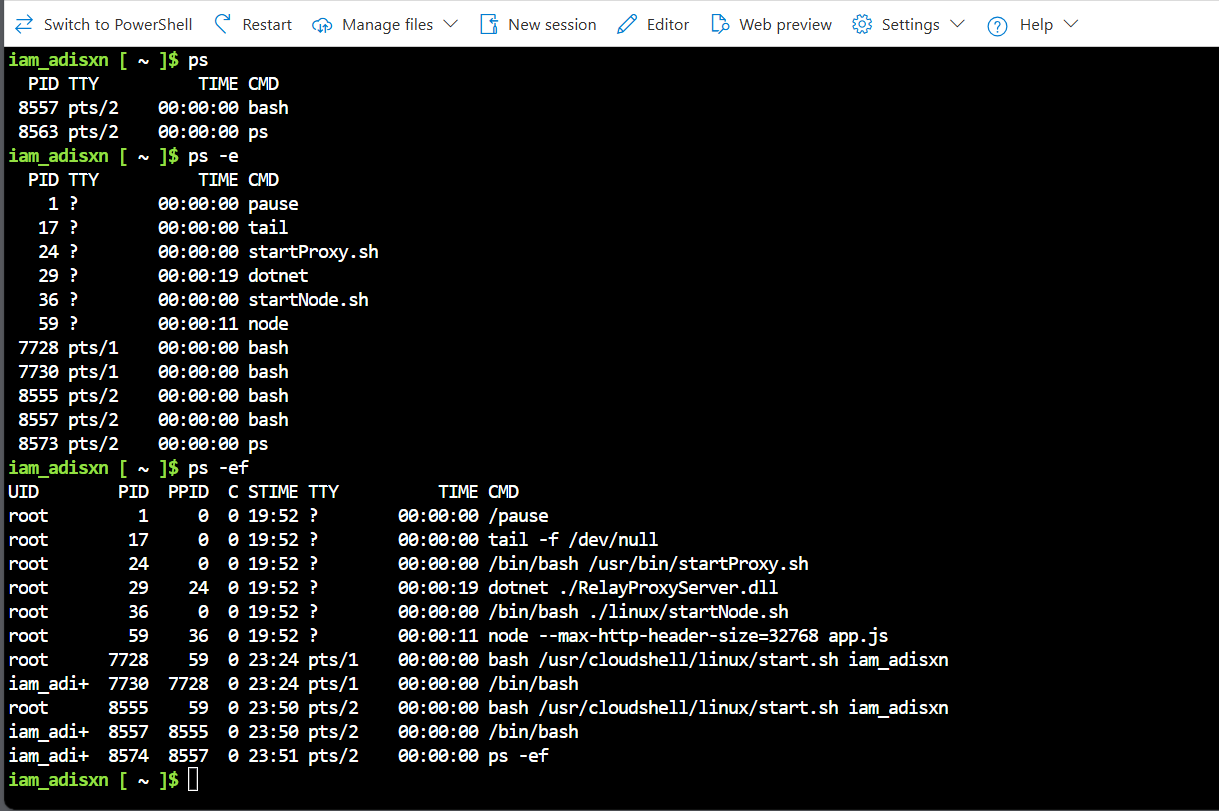 Switch to PowerShell Restart Manage files New session Editor Web preview Settings Help
iam_adisxn [ ~ ]$ ps
PID TTY TIME CMD
8557 pts/2 00:00:00 bash
8563 pts/2 00:00:00 ps
iam_adisxn [ ~ ]$ ps -e
PID TTY TIME CMD
1 ? 00:00:00 pause
17 ? 00:00:00 tail
24 ? 00:00:00 startProxy.sh
29 ? 00:00:19 dotnet
36 ? 00:00:00 startNode.sh
59 ? 00:00:11 node
7728 pts/1 00:00:00 bash
7730 pts/1 00:00:00 bash
8555 pts/2 00:00:00 bash
8557 pts/2 00:00:00 bash
8573 pts/2 00:00:00 ps
iam_adisxn [ ~ ]$ ps -ef
UID PID PPID C STIME TTY TIME CMD
root 1 0 0 19:52 ? 00:00:00 /pause
root 17 0 0 19:52 ? 00:00:00 tail -f /dev/null
root 24 0 0 19:52 ? 00:00:00 /bin/bash /usr/bin/startProxy.sh
root 29 24 0 19:52 ? 00:00:19 dotnet ./RelayProxyServer.dll
root 36 0 0 19:52 ? 00:00:00 /bin/bash ./linux/startNode.sh
root 59 36 0 19:52 ? 00:00:11 node --max-http-header-size=32768 app.js
root 7728 59 0 23:24 pts/1 00:00:00 bash /usr/cloudshell/linux/start.sh iam_adisxn
iam_adi+ 7730 7728 0 23:24 pts/1 00:00:00 /bin/bash
root 8555 59 0 23:50 pts/2 00:00:00 bash /usr/cloudshell/linux/start.sh iam_adisxn
iam_adi+ 8557 8555 0 23:50 pts/2 00:00:00 /bin/bash
iam_adi+ 8574 8557 0 23:51 pts/2 00:00:00 ps -ef
iam_adisxn [ ~ ]$